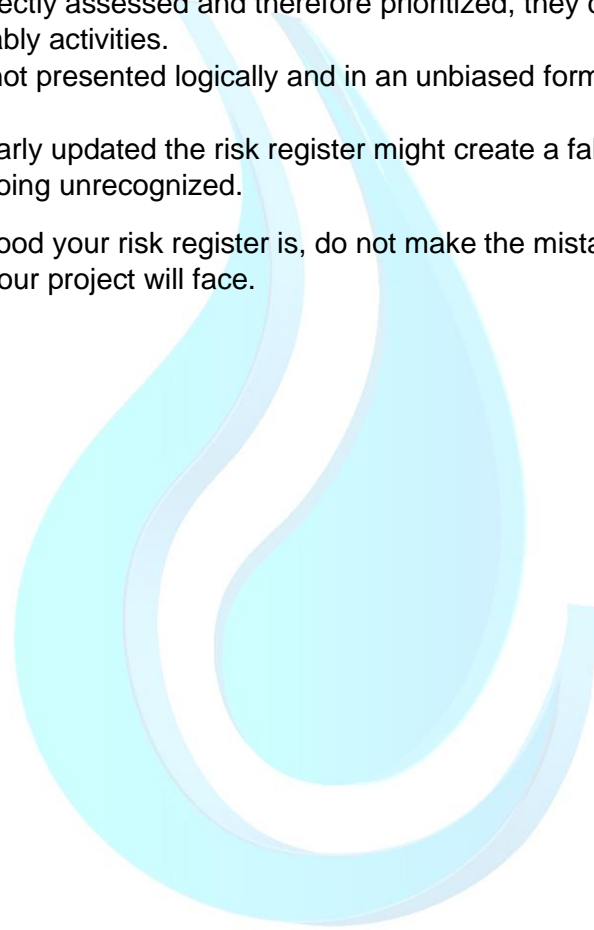 ectly assessed and therefore prioritized, they c
ably activities.
not presented logically and in an unbiased form
arly updated the risk register might create a fal
oing unrecognized.
ood your risk register is, do not make the mista
our project will face.